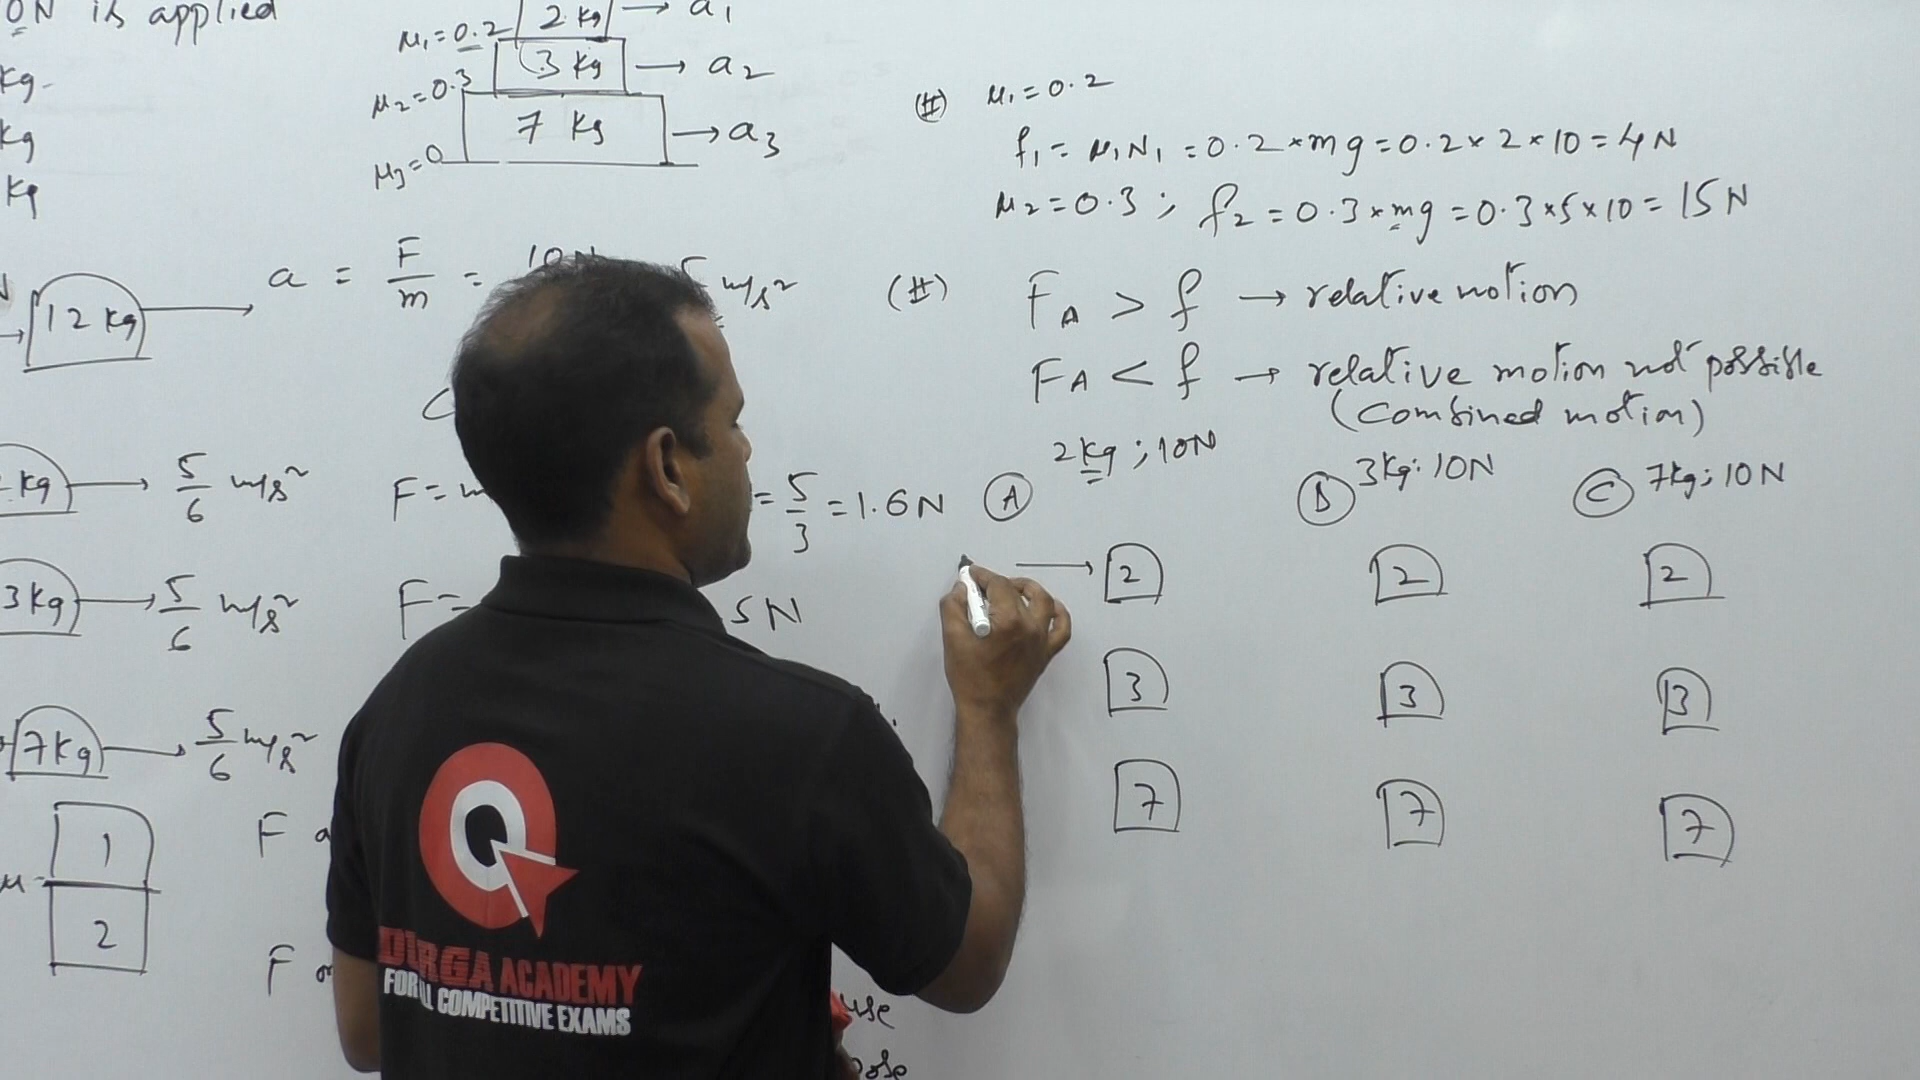 ON is applied
kg
kg
kg
2 kg → a1
μ1 = 0.2
3 kg → a2
μ2 = 0.3
7 kg → a3
μ3 = 0
(#) μ1 = 0.2
f1 = μ1N1 = 0.2 × mg = 0.2 × 2 × 10 = 4N
μ2 = 0.3 ; f2 = 0.3 × mg = 0.3 × 5 × 10 = 15N
12 kg
a = F/m = 10N m/s²
(#) FA > f → relative motion
FA < f → relative motion not possible
(combined motion)
kg → 5/6 m/s²
F = = 5/3 = 1.6N
(A) 2kg ; 10N
(B) 3kg: 10N
(C) 7kg; 10N
3kg → 5/6 m/s²
F = 5N
→ 2
2
2
3
3
3
7kg → 5/6 m/s²
7
7
7
1
2
μ
F
F
DURGA ACADEMY
FOR ALL COMPETITIVE EXAMS
use